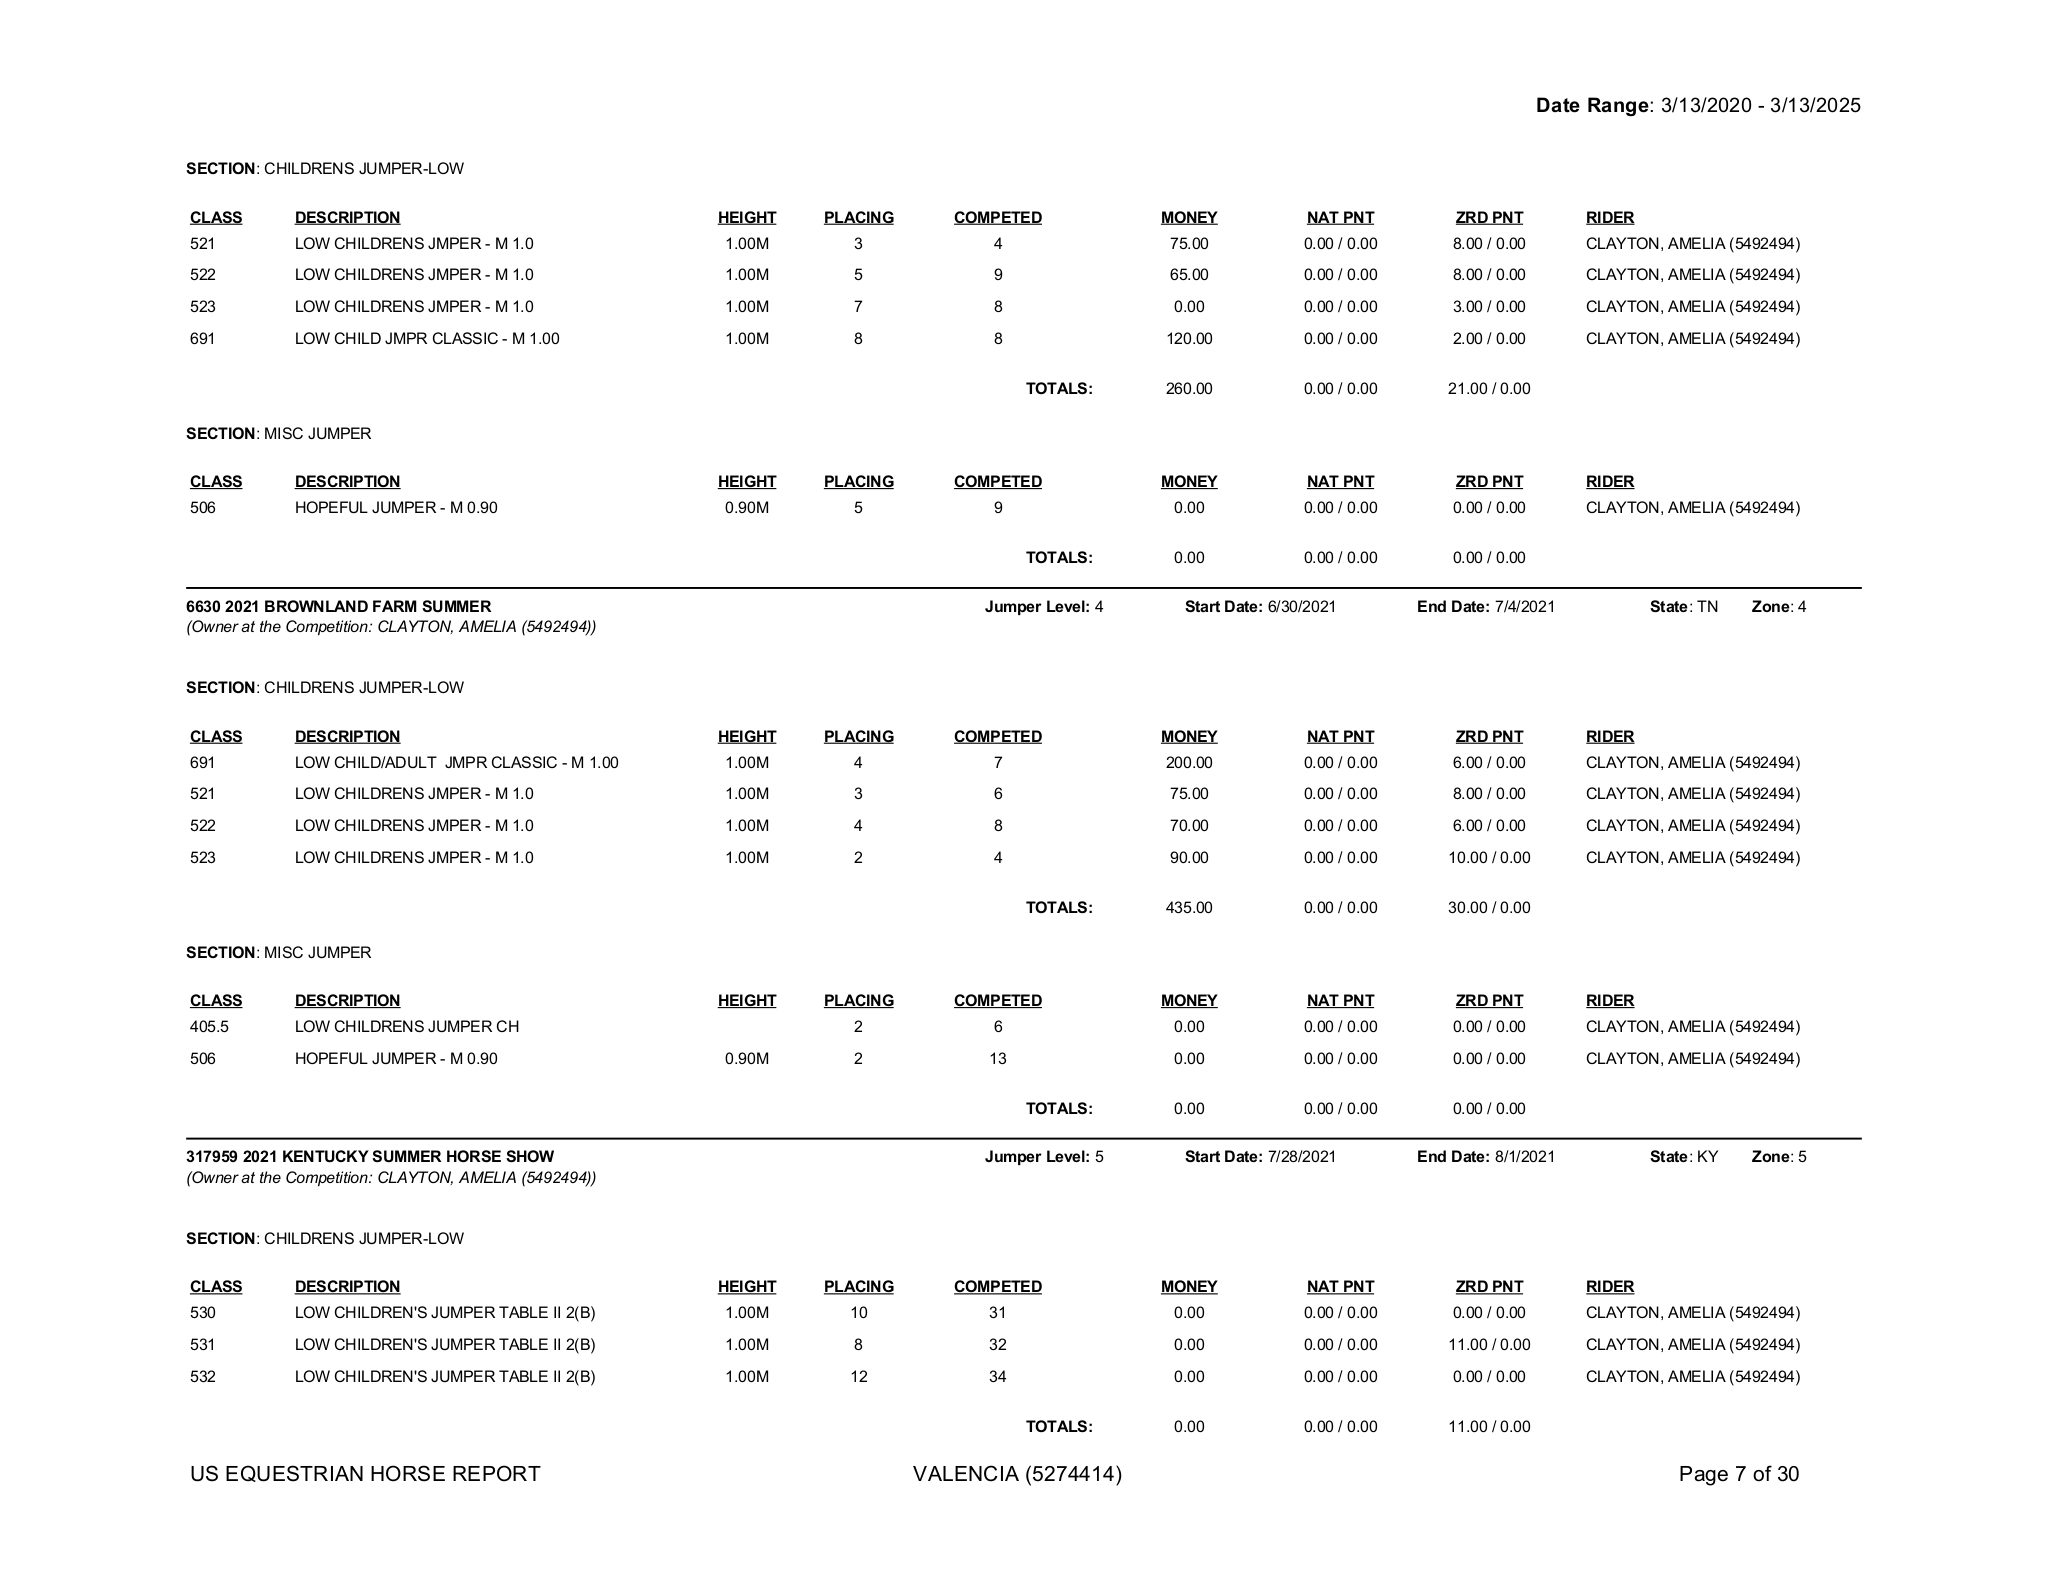 Date Range: 3/13/2020 - 3/13/2025
SECTION: CHILDRENS JUMPER-LOW
CLASS DESCRIPTION HEIGHT PLACING COMPETED MONEY NAT PNT ZRD PNT RIDER
521 LOW CHILDRENS JMPER - M 1.0 1.00M 3 4 75.00 0.00 / 0.00 8.00 / 0.00 CLAYTON, AMELIA (5492494)
522 LOW CHILDRENS JMPER - M 1.0 1.00M 5 9 65.00 0.00 / 0.00 8.00 / 0.00 CLAYTON, AMELIA (5492494)
523 LOW CHILDRENS JMPER - M 1.0 1.00M 7 8 0.00 0.00 / 0.00 3.00 / 0.00 CLAYTON, AMELIA (5492494)
691 LOW CHILD JMPR CLASSIC - M 1.00 1.00M 8 8 120.00 0.00 / 0.00 2.00 / 0.00 CLAYTON, AMELIA (5492494)
TOTALS: 260.00 0.00 / 0.00 21.00 / 0.00
SECTION: MISC JUMPER
CLASS DESCRIPTION HEIGHT PLACING COMPETED MONEY NAT PNT ZRD PNT RIDER
506 HOPEFUL JUMPER - M 0.90 0.90M 5 9 0.00 0.00 / 0.00 0.00 / 0.00 CLAYTON, AMELIA (5492494)
TOTALS: 0.00 0.00 / 0.00 0.00 / 0.00
6630 2021 BROWNLAND FARM SUMMER Jumper Level: 4 Start Date: 6/30/2021 End Date: 7/4/2021 State: TN Zone: 4
(Owner at the Competition: CLAYTON, AMELIA (5492494))
SECTION: CHILDRENS JUMPER-LOW
CLASS DESCRIPTION HEIGHT PLACING COMPETED MONEY NAT PNT ZRD PNT RIDER
691 LOW CHILD/ADULT JMPR CLASSIC - M 1.00 1.00M 4 7 200.00 0.00 / 0.00 6.00 / 0.00 CLAYTON, AMELIA (5492494)
521 LOW CHILDRENS JMPER - M 1.0 1.00M 3 6 75.00 0.00 / 0.00 8.00 / 0.00 CLAYTON, AMELIA (5492494)
522 LOW CHILDRENS JMPER - M 1.0 1.00M 4 8 70.00 0.00 / 0.00 6.00 / 0.00 CLAYTON, AMELIA (5492494)
523 LOW CHILDRENS JMPER - M 1.0 1.00M 2 4 90.00 0.00 / 0.00 10.00 / 0.00 CLAYTON, AMELIA (5492494)
TOTALS: 435.00 0.00 / 0.00 30.00 / 0.00
SECTION: MISC JUMPER
CLASS DESCRIPTION HEIGHT PLACING COMPETED MONEY NAT PNT ZRD PNT RIDER
405.5 LOW CHILDRENS JUMPER CH 2 6 0.00 0.00 / 0.00 0.00 / 0.00 CLAYTON, AMELIA (5492494)
506 HOPEFUL JUMPER - M 0.90 0.90M 2 13 0.00 0.00 / 0.00 0.00 / 0.00 CLAYTON, AMELIA (5492494)
TOTALS: 0.00 0.00 / 0.00 0.00 / 0.00
317959 2021 KENTUCKY SUMMER HORSE SHOW Jumper Level: 5 Start Date: 7/28/2021 End Date: 8/1/2021 State: KY Zone: 5
(Owner at the Competition: CLAYTON, AMELIA (5492494))
SECTION: CHILDRENS JUMPER-LOW
CLASS DESCRIPTION HEIGHT PLACING COMPETED MONEY NAT PNT ZRD PNT RIDER
530 LOW CHILDREN'S JUMPER TABLE II 2(B) 1.00M 10 31 0.00 0.00 / 0.00 0.00 / 0.00 CLAYTON, AMELIA (5492494)
531 LOW CHILDREN'S JUMPER TABLE II 2(B) 1.00M 8 32 0.00 0.00 / 0.00 11.00 / 0.00 CLAYTON, AMELIA (5492494)
532 LOW CHILDREN'S JUMPER TABLE II 2(B) 1.00M 12 34 0.00 0.00 / 0.00 0.00 / 0.00 CLAYTON, AMELIA (5492494)
TOTALS: 0.00 0.00 / 0.00 11.00 / 0.00
US EQUESTRIAN HORSE REPORT VALENCIA (5274414) Page 7 of 30